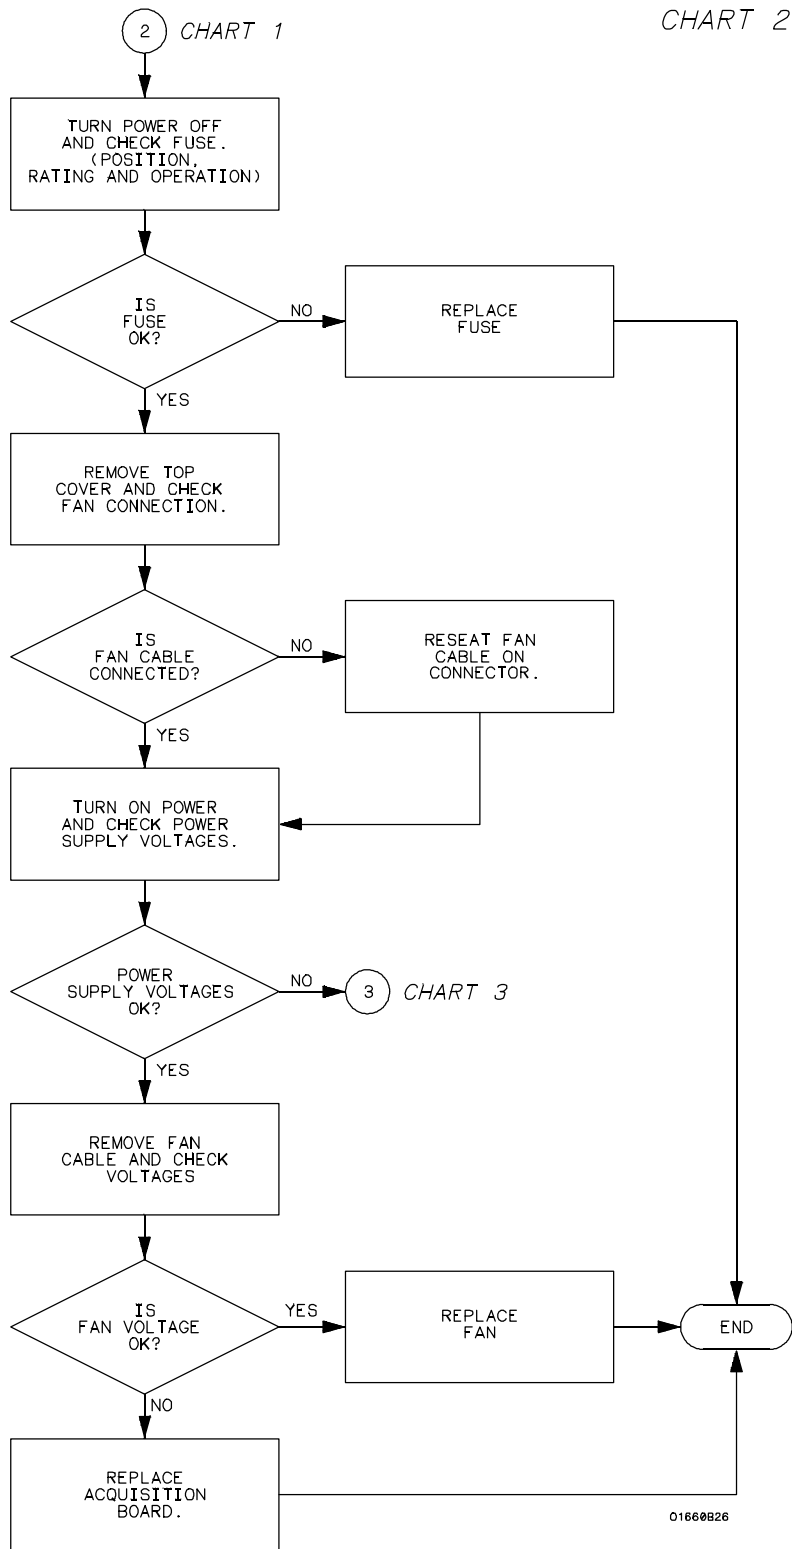 2 CHART 1
CHART 2
TURN POWER OFF
AND CHECK FUSE.
(POSITION,
RATING AND OPERATION)
IS
FUSE
OK?
NO
REPLACE
FUSE
YES
REMOVE TOP
COVER AND CHECK
FAN CONNECTION.
IS
FAN CABLE
CONNECTED?
NO
RESEAT FAN
CABLE ON
CONNECTOR.
YES
TURN ON POWER
AND CHECK POWER
SUPPLY VOLTAGES.
POWER
SUPPLY VOLTAGES
OK?
NO
3 CHART 3
YES
REMOVE FAN
CABLE AND CHECK
VOLTAGES
IS
FAN VOLTAGE
OK?
YES
REPLACE
FAN
END
NO
REPLACE
ACQUISITION
BOARD.
01660B26